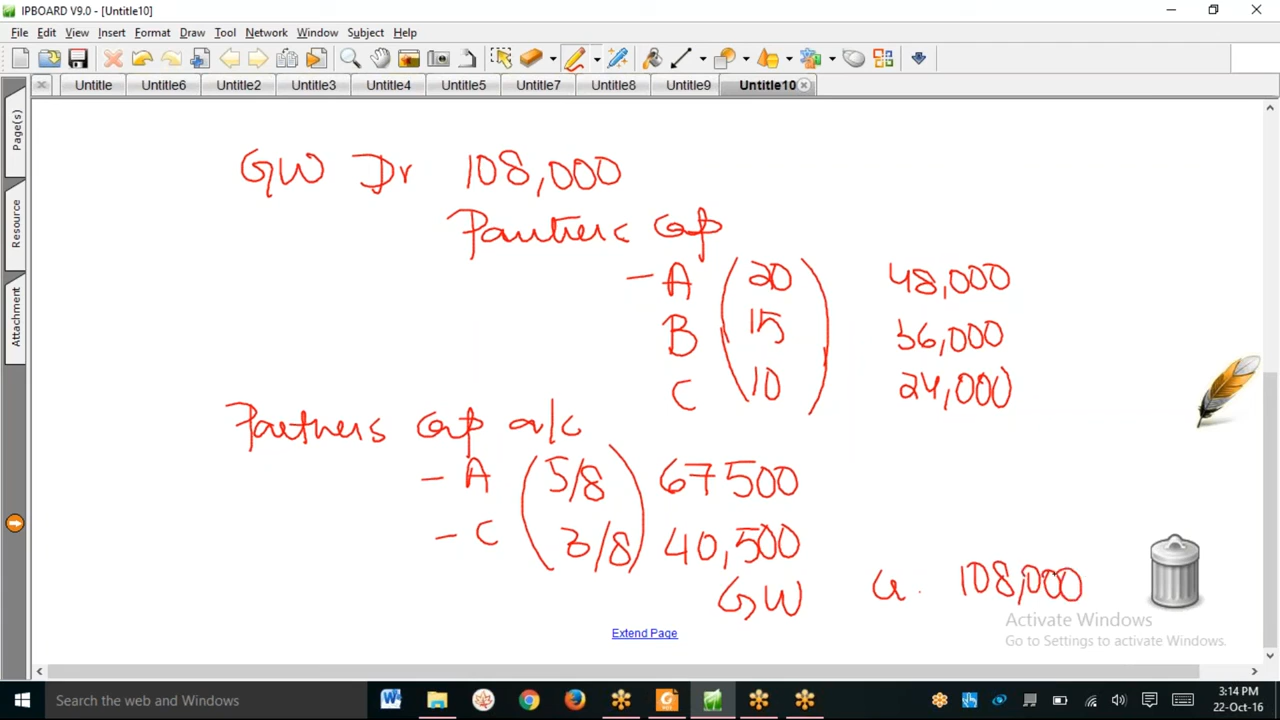 IPBOARD V9.0 - [Untitle10]
File Edit View Insert Format Draw Tool Network Window Subject Help
Untitle Untitle6 Untitle2 Untitle3 Untitle4 Untitle5 Untitle7 Untitle8 Untitle9 Untitle10
Page(s)
Resource
Attachment
GW Dr 108,000
Partners Cap
- A (20) 48,000
B (15) 36,000
C (10) 24,000
Partners Cap a/c
- A (5/8) 67500
- C (3/8) 40,500
GW Cr. 108,000
Extend Page
Activate Windows
Go to Settings to activate Windows.
Search the web and Windows
3:14 PM
22-Oct-16